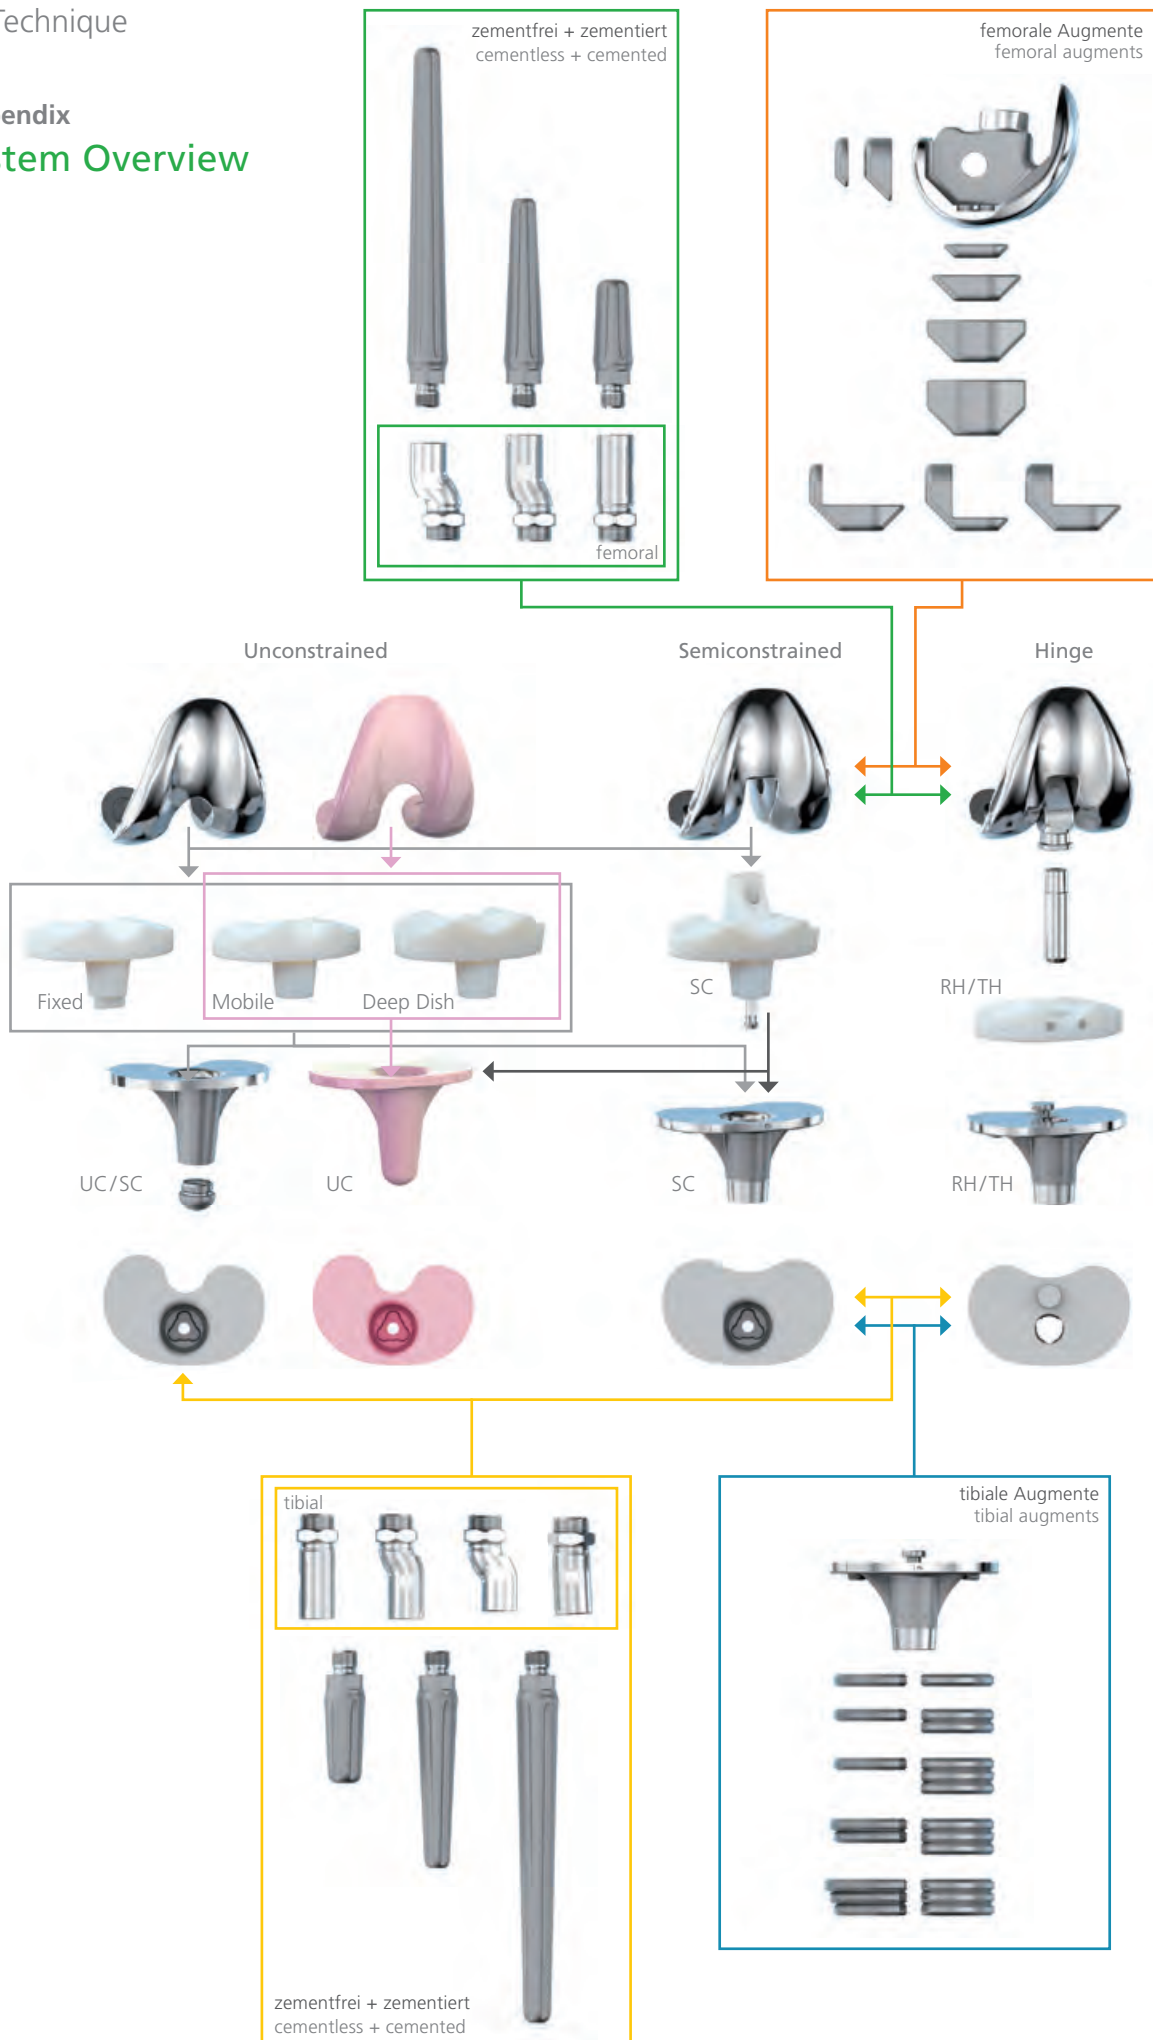 Technique
endix
stem Overview
zementfrei + zementiert
cementless + cemented
femorale Augmente
femoral augments
femoral
Unconstrained
Semiconstrained
Hinge
Fixed
Mobile
Deep Dish
SC
RH/TH
UC/SC
UC
SC
RH/TH
tibial
tibiale Augmente
tibial augments
zementfrei + zementiert
cementless + cemented